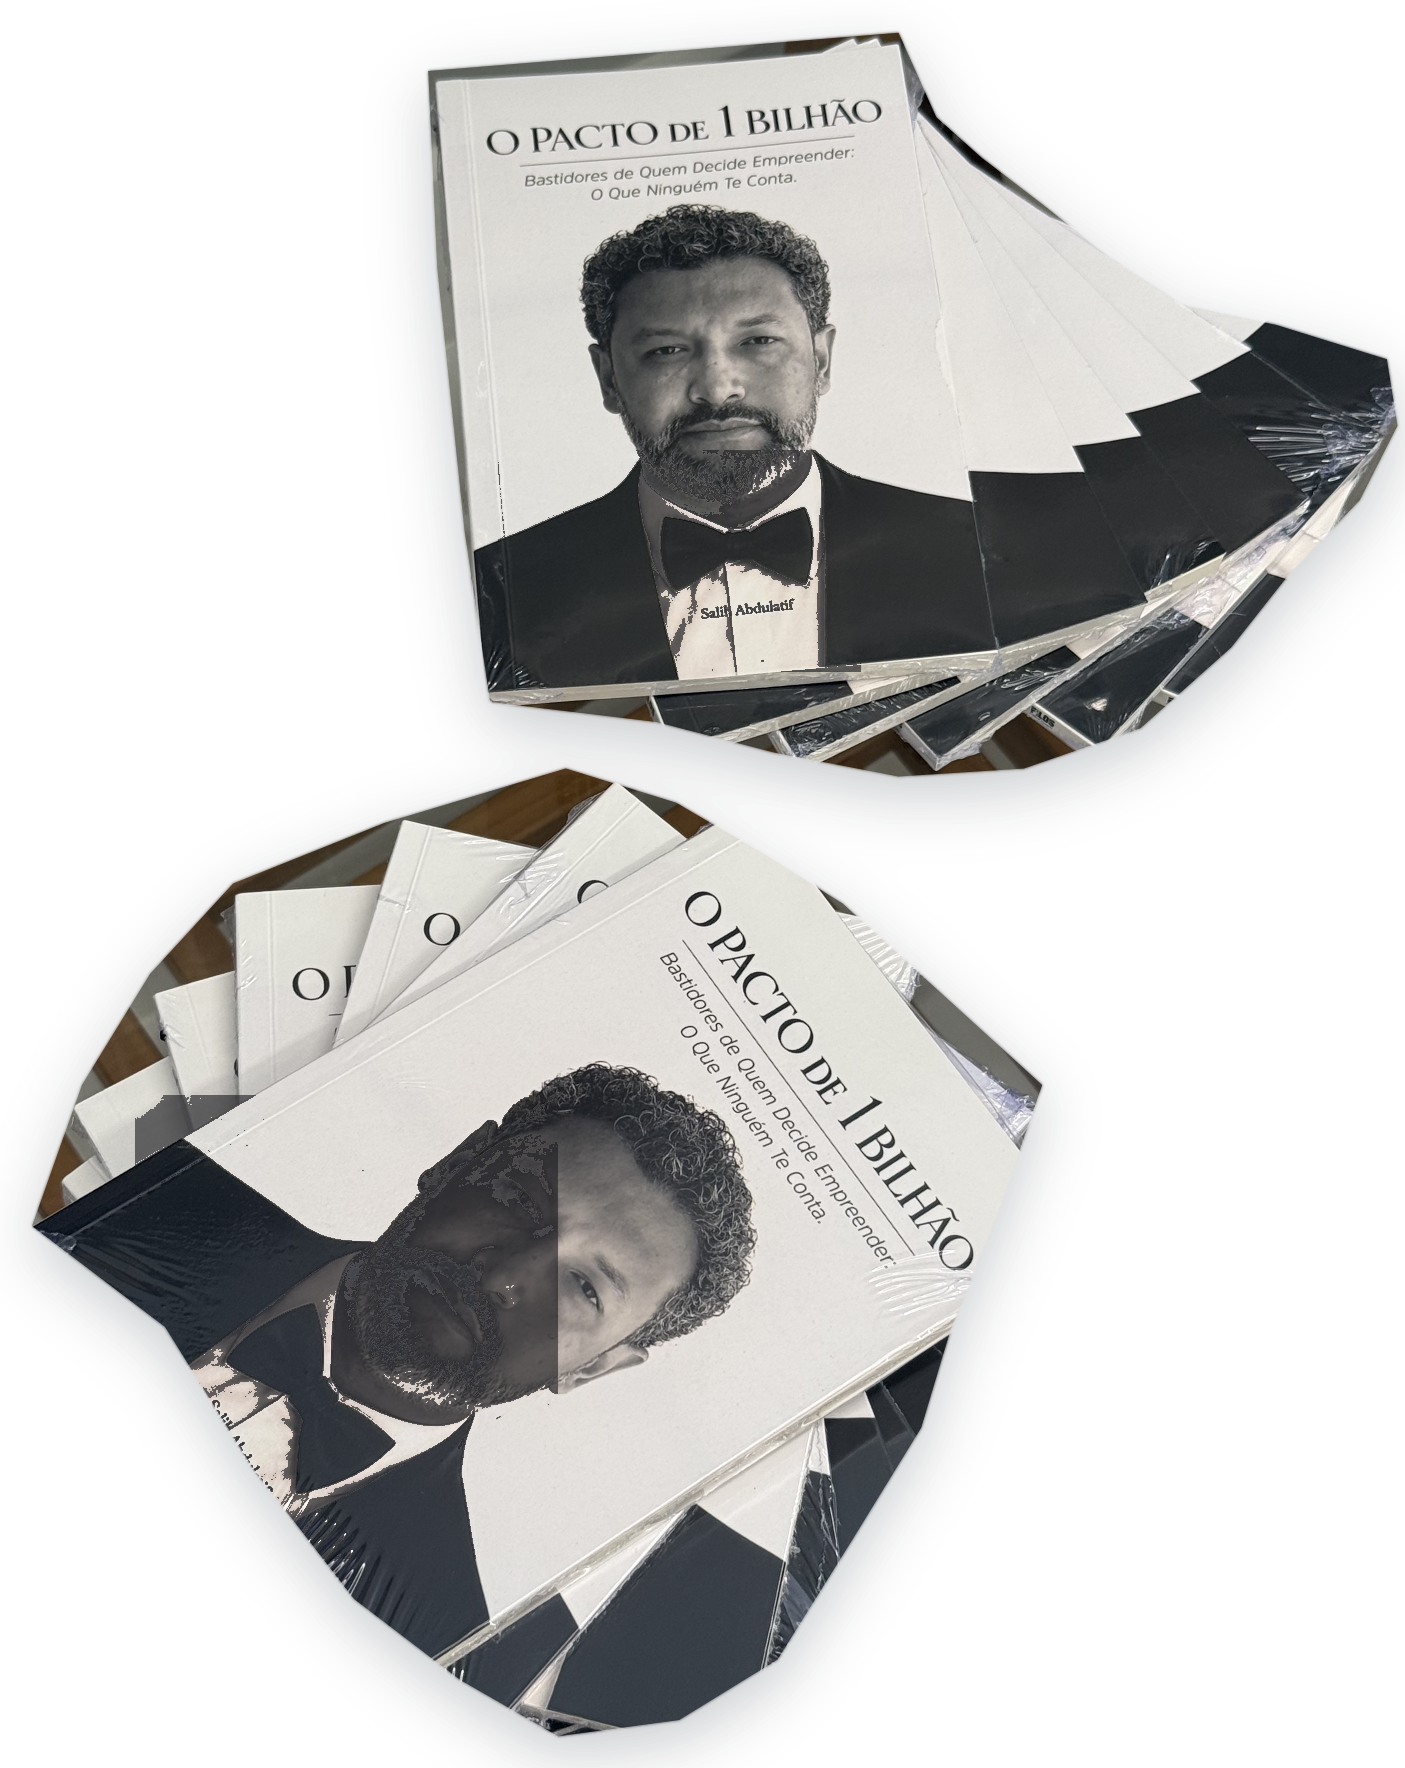 O PACTO DE 1 BILHÃO
Bastidores de Quem Decide Empreender:
O Que Ninguém Te Conta.
Salih Abdulatif
O
O
O
O PACTO DE 1 BILHÃO
Bastidores de Quem Decide Empreender:
O Que Ninguém Te Conta.